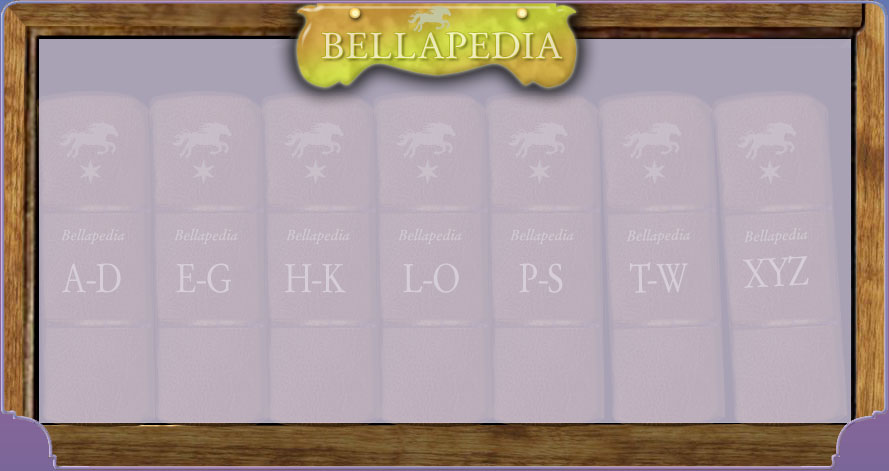 BELLAPEDIA
Bellapedia
A-D
Bellapedia
E-G
Bellapedia
H-K
Bellapedia
L-O
Bellapedia
P-S
Bellapedia
T-W
Bellapedia
XYZ